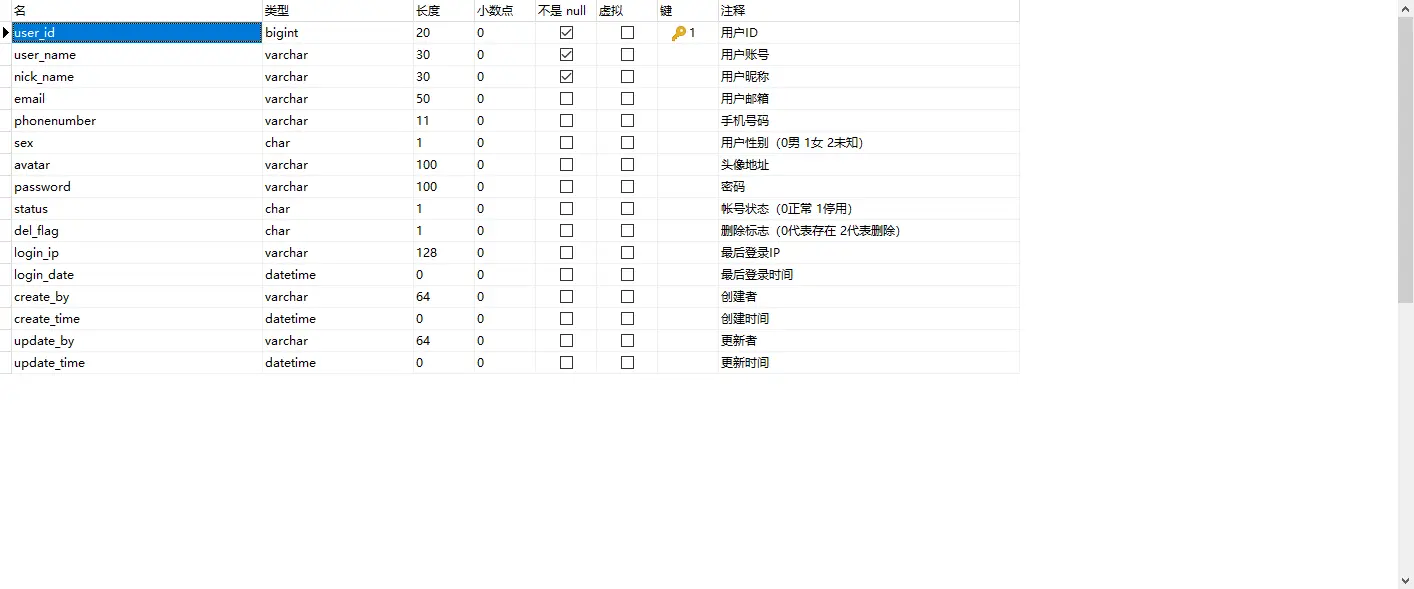 名 类型 长度 小数点 不是 null 虚拟 键 注释
user_id bigint 20 0 1 用户ID
user_name varchar 30 0 用户账号
nick_name varchar 30 0 用户昵称
email varchar 50 0 用户邮箱
phonenumber varchar 11 0 手机号码
sex char 1 0 用户性别（0男 1女 2未知）
avatar varchar 100 0 头像地址
password varchar 100 0 密码
status char 1 0 帐号状态（0正常 1停用）
del_flag char 1 0 删除标志（0代表存在 2代表删除）
login_ip varchar 128 0 最后登录IP
login_date datetime 0 0 最后登录时间
create_by varchar 64 0 创建者
create_time datetime 0 0 创建时间
update_by varchar 64 0 更新者
update_time datetime 0 0 更新时间